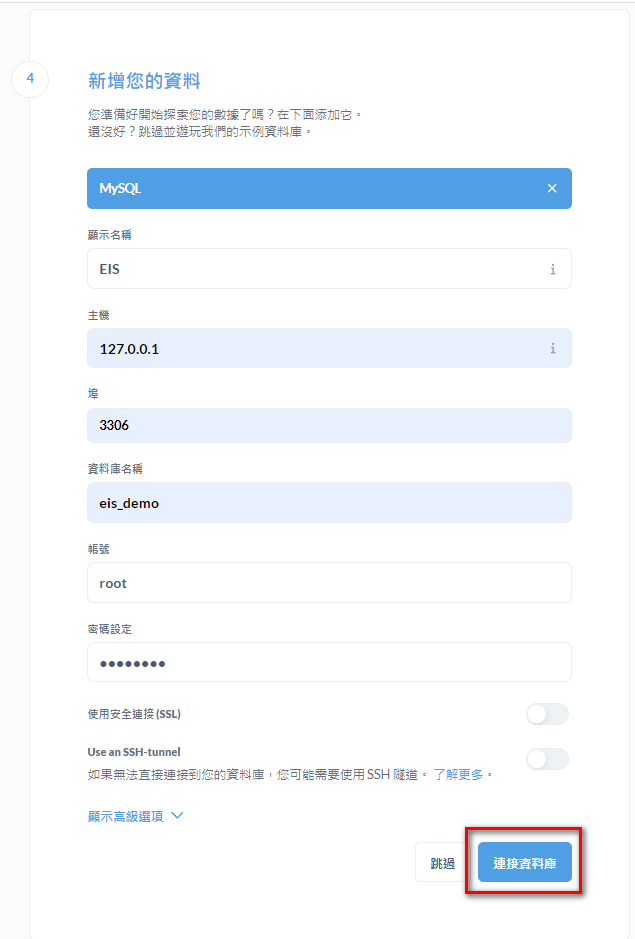 4
新增您的資料
您準備好開始探索您的數據了嗎？在下面添加它。
還沒好？跳過並遊玩我們的示例資料庫。
MySQL
顯示名稱
EIS
主機
127.0.0.1
埠
3306
資料庫名稱
eis_demo
帳號
root
密碼設定
••••••••
使用安全連接 (SSL)
Use an SSH-tunnel
如果無法直接連接到您的資料庫，您可能需要使用 SSH 隧道。 了解更多。
顯示高級選項
跳過
連接資料庫